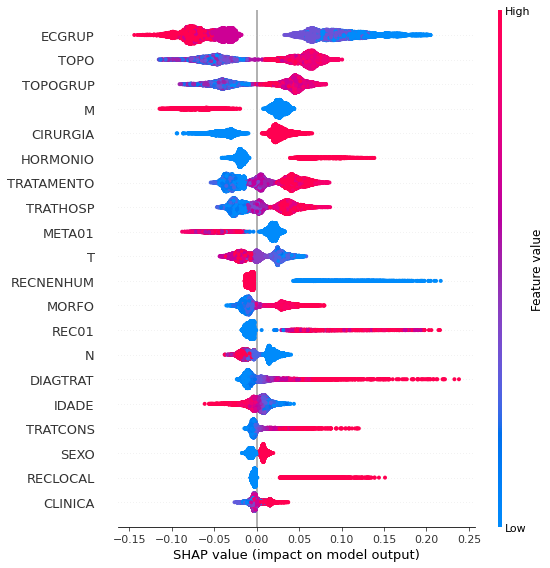 High
ECGRUP
TOPO
TOPOGRUP
M
CIRURGIA
HORMONIO
TRATAMENTO
TRATHOSP
META01
T
RECNENHUM
MORFO
REC01
N
DIAGTRAT
IDADE
TRATCONS
SEXO
RECLOCAL
CLINICA
Feature value
Low
−0.15 −0.10 −0.05 0.00 0.05 0.10 0.15 0.20 0.25
SHAP value (impact on model output)